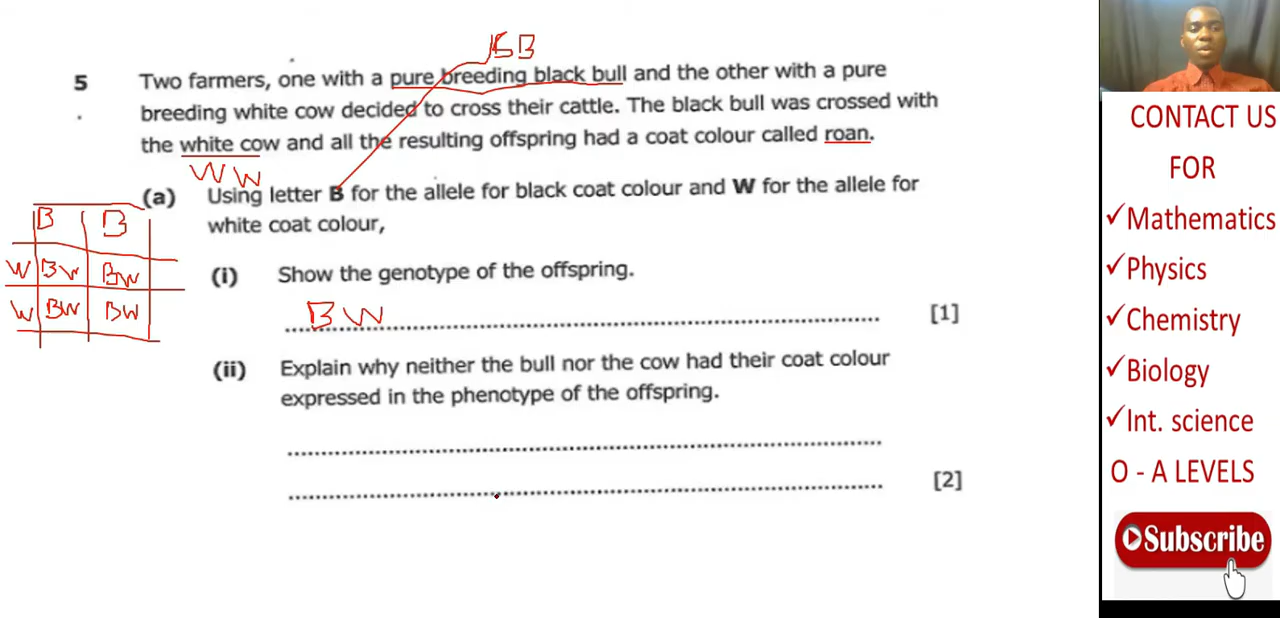 BB
5 Two farmers, one with a pure breeding black bull and the other with a pure
breeding white cow decided to cross their cattle. The black bull was crossed with
the white cow and all the resulting offspring had a coat colour called roan.
W W
(a) Using letter B for the allele for black coat colour and W for the allele for
white coat colour,
B B
W BW BW
W BW BW
(i) Show the genotype of the offspring.
BW [1]
(ii) Explain why neither the bull nor the cow had their coat colour
expressed in the phenotype of the offspring.
[2]
CONTACT US
FOR
✓Mathematics
✓Physics
✓Chemistry
✓Biology
✓Int. science
O - A LEVELS
Subscribe